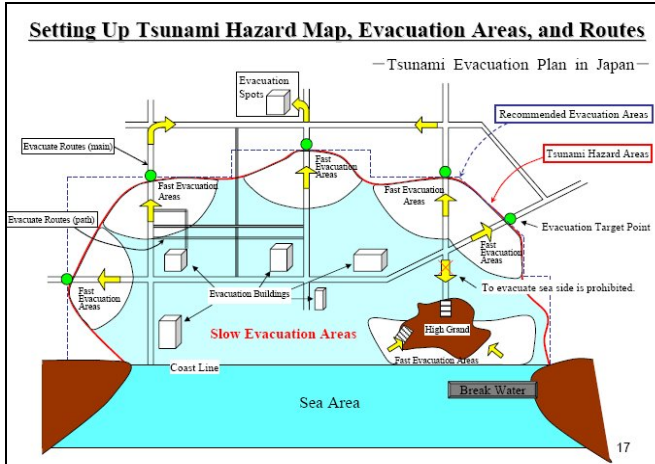 Setting Up Tsunami Hazard Map, Evacuation Areas, and Routes
－Tsunami Evacuation Plan in Japan－
Evacuation
Spots
Recommended Evacuation Areas
Evacuate Routes (main)
Tsunami Hazard Areas
Fast
Evacuation
Areas
Fast Evacuation
Areas
Fast Evacuation
Areas
Evacuate Routes (path)
Evacuation Target Point
Fast
Evacuation
Areas
Fast
Evacuation
Areas
Evacuation Buildings
To evacuate sea side is prohibited.
Slow Evacuation Areas
High Grand
Fast Evacuation Areas
Coast Line
Break Water
Sea Area
17